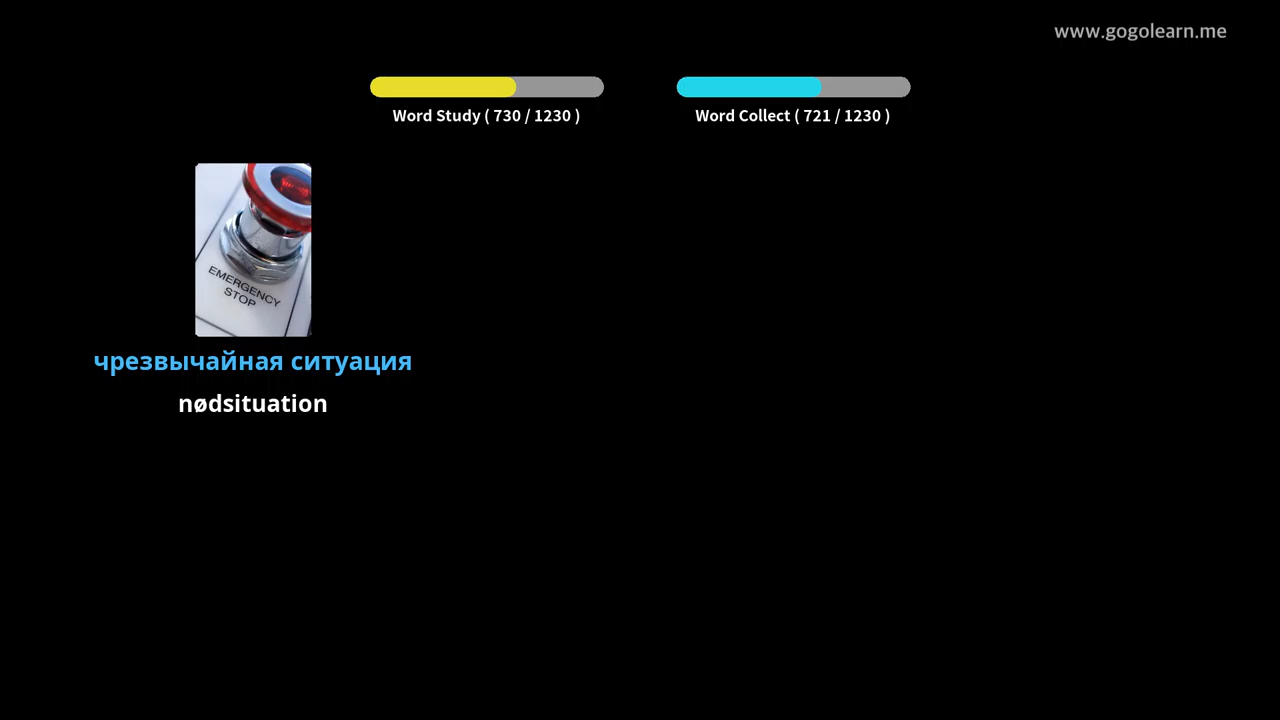 www.gogolearn.me
Word Study ( 730 / 1230 )
Word Collect ( 721 / 1230 )
EMERGENCY
STOP
чрезвычайная ситуация
nødsituation